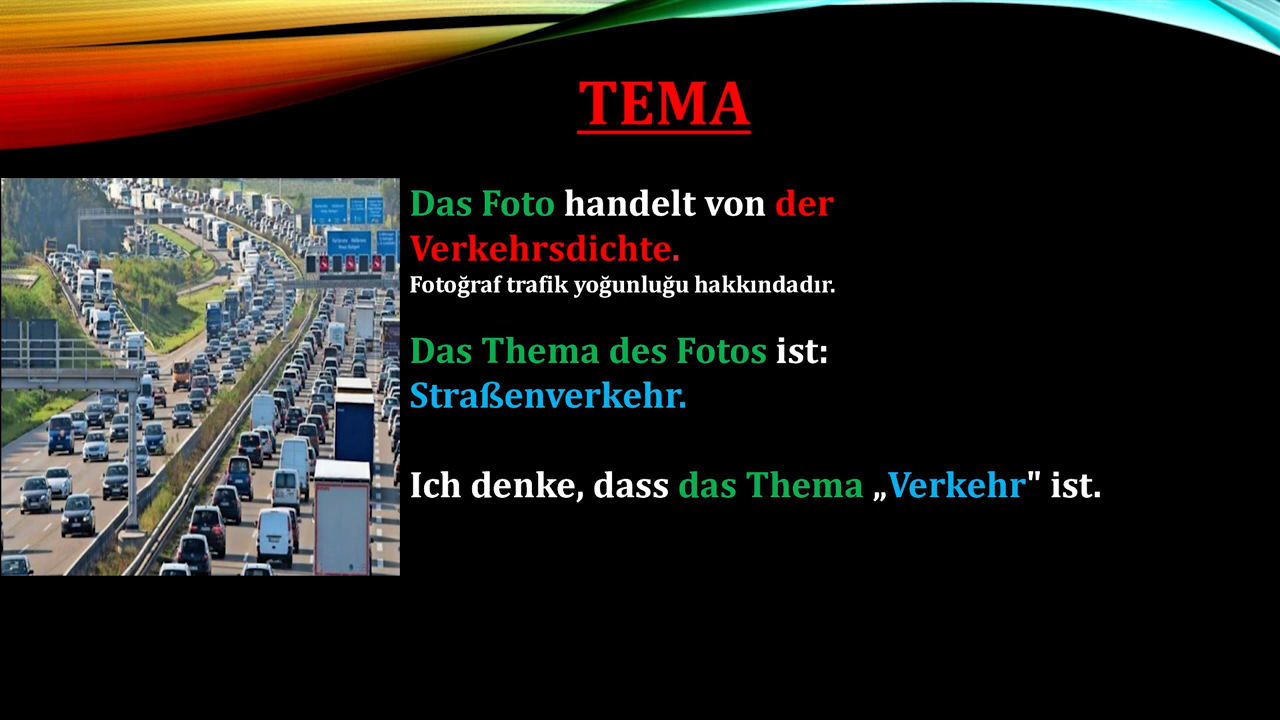 TEMA
Das Foto handelt von der
Verkehrsdichte.
Fotoğraf trafik yoğunluğu hakkındadır.
Das Thema des Fotos ist:
Straßenverkehr.
Ich denke, dass das Thema „Verkehr" ist.